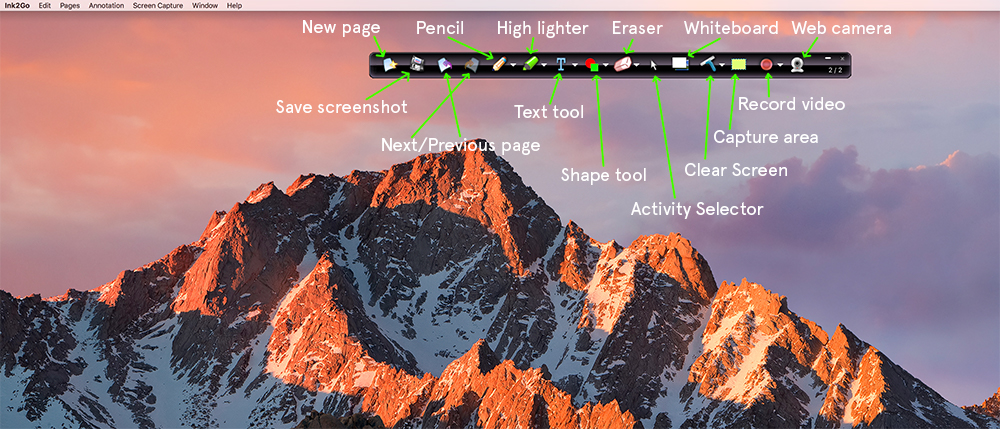 Ink2Go Edit Pages Annotation Screen Capture Window Help
New page Pencil High lighter Eraser Whiteboard Web camera
T
2 / 2
Save screenshot Text tool Record video
Next/Previous page Capture area
Shape tool Clear Screen
Activity Selector